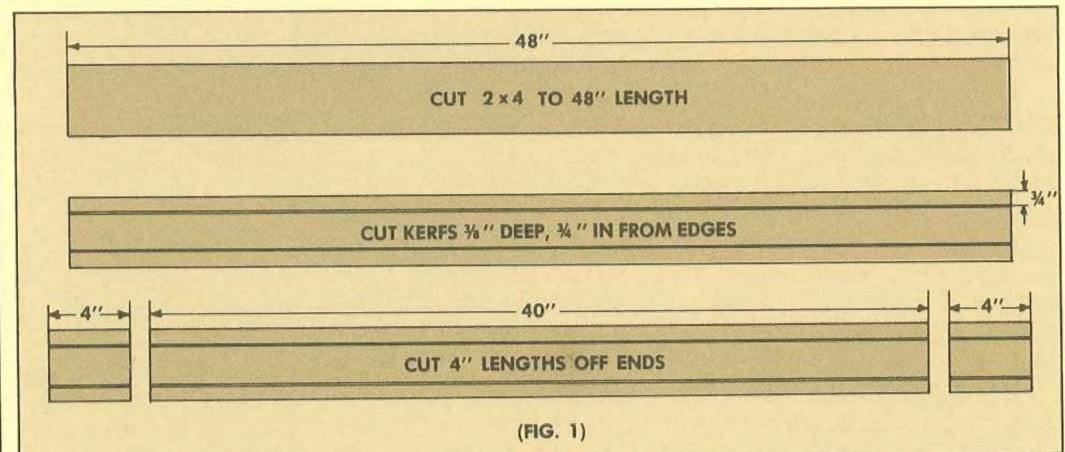 48"
CUT 2 x 4 TO 48" LENGTH
¾"
CUT KERFS ⅜" DEEP, ¾" IN FROM EDGES
4"
40"
4"
CUT 4" LENGTHS OFF ENDS
(FIG. 1)